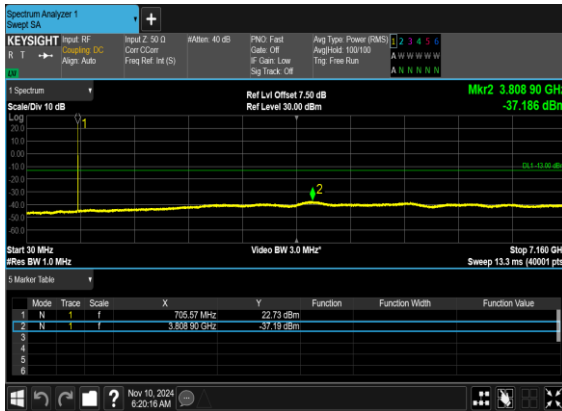 Spectrum Analyzer 1
Swept SA
+
KEYSIGHT
R T
Input: RF
Coupling: DC
Align: Auto
Input Z: 50 Ω
Corr CCorr
Freq Ref: Int (S)
#Atten: 40 dB
PNO: Fast
Gate: Off
IF Gain: Low
Sig Track: Off
Avg Type: Power (RMS)
Avg|Hold: 100/100
Trig: Free Run
1 2 3 4 5 6
A W W W W W
A N N N N N
1 Spectrum
Scale/Div 10 dB
Ref Lvl Offset 7.50 dB
Ref Level 30.00 dBm
Mkr2 3.808 90 GHz
-37.186 dBm
Log
20.0
10.0
0.00
-10.0
-20.0
-30.0
-40.0
-50.0
-60.0
1
2
DL1 -13.00 dBm
Start 30 MHz
#Res BW 1.0 MHz
Video BW 3.0 MHz*
Stop 7.160 GHz
Sweep 13.3 ms (40001 pts)
5 Marker Table
Mode Trace Scale X Y Function Function Width Function Value
1 N 1 f 705.57 MHz 22.73 dBm
2 N 1 f 3.808 90 GHz -37.19 dBm
3
4
5
6
?
Nov 10, 2024
6:20:16 AM